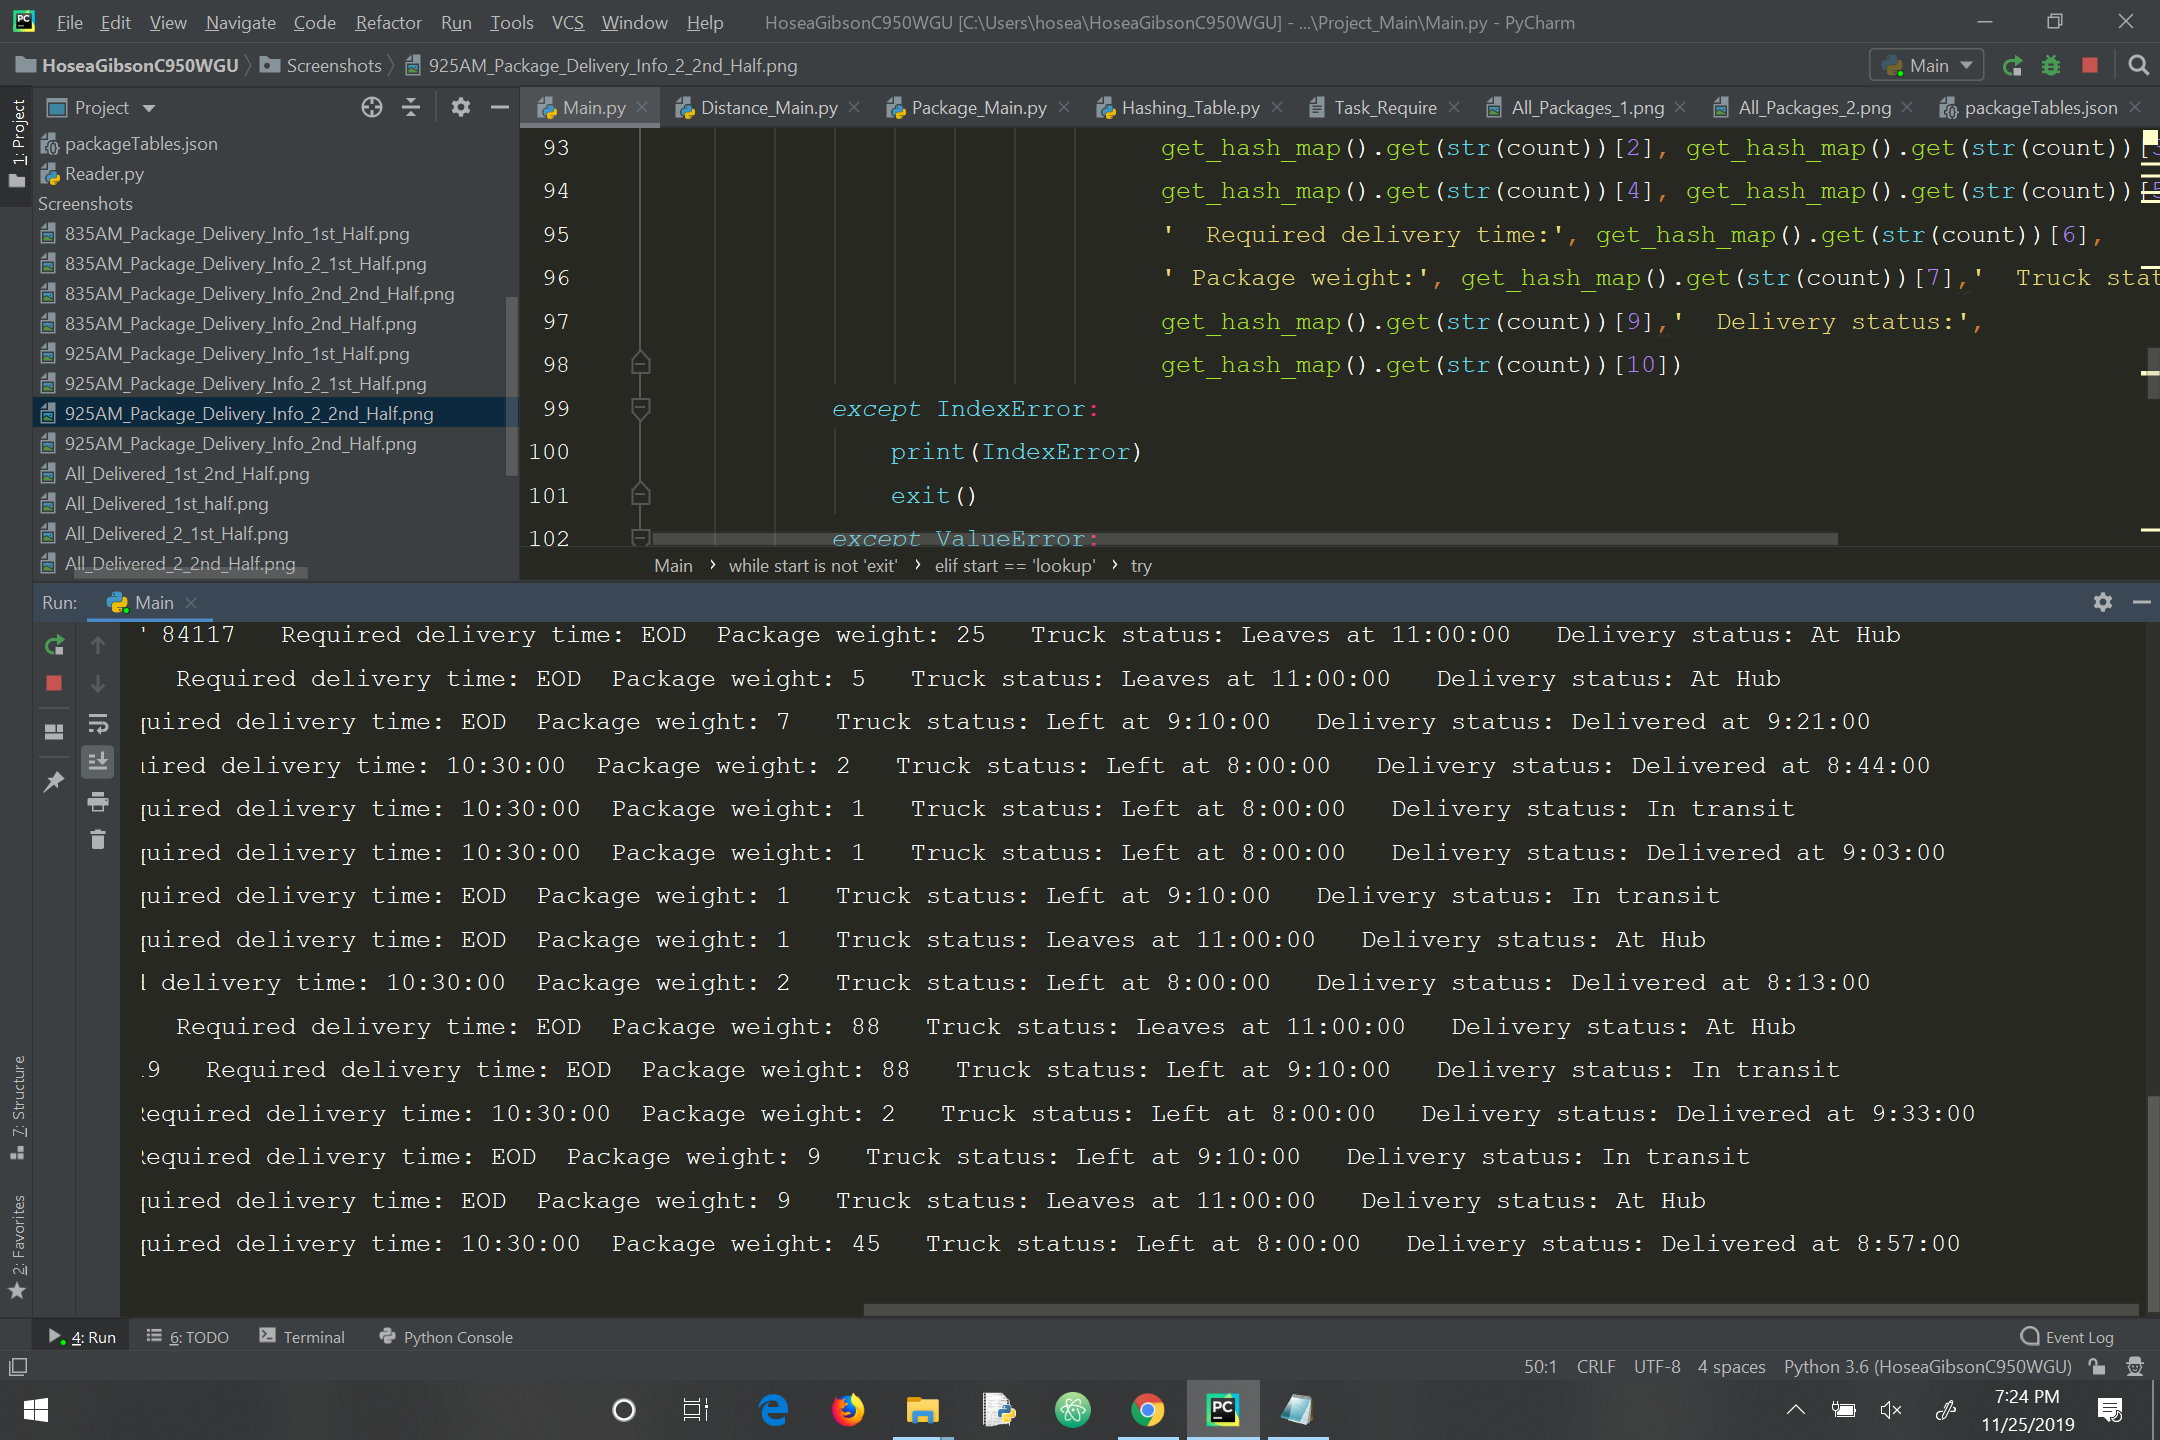 File Edit View Navigate Code Refactor Run Tools VCS Window Help HoseaGibsonC950WGU [C:\Users\hosea\HoseaGibsonC950WGU] - ...\Project_Main\Main.py - PyCharm
HoseaGibsonC950WGU Screenshots 925AM_Package_Delivery_Info_2_2nd_Half.png Main
1: Project
Project
Main.py Distance_Main.py Package_Main.py Hashing_Table.py Task_Require All_Packages_1.png All_Packages_2.png packageTables.json
packageTables.json
Reader.py
Screenshots
835AM_Package_Delivery_Info_1st_Half.png
835AM_Package_Delivery_Info_2_1st_Half.png
835AM_Package_Delivery_Info_2nd_2nd_Half.png
835AM_Package_Delivery_Info_2nd_Half.png
925AM_Package_Delivery_Info_1st_Half.png
925AM_Package_Delivery_Info_2_1st_Half.png
925AM_Package_Delivery_Info_2_2nd_Half.png
925AM_Package_Delivery_Info_2nd_Half.png
All_Delivered_1st_2nd_Half.png
All_Delivered_1st_half.png
All_Delivered_2_1st_Half.png
All_Delivered_2_2nd_Half.png
93 get_hash_map().get(str(count))[2], get_hash_map().get(str(count))[
94 get_hash_map().get(str(count))[4], get_hash_map().get(str(count))[
95 '  Required delivery time:', get_hash_map().get(str(count))[6],
96 ' Package weight:', get_hash_map().get(str(count))[7],'  Truck stat
97 get_hash_map().get(str(count))[9],'  Delivery status:',
98 get_hash_map().get(str(count))[10])
99 except IndexError:
100 print(IndexError)
101 exit()
102 except ValueError:
Main › while start is not 'exit' › elif start == 'lookup' › try
Run: Main
' 84117   Required delivery time: EOD  Package weight: 25   Truck status: Leaves at 11:00:00   Delivery status: At Hub
Required delivery time: EOD  Package weight: 5   Truck status: Leaves at 11:00:00   Delivery status: At Hub
quired delivery time: EOD  Package weight: 7   Truck status: Left at 9:10:00   Delivery status: Delivered at 9:21:00
uired delivery time: 10:30:00  Package weight: 2   Truck status: Left at 8:00:00   Delivery status: Delivered at 8:44:00
quired delivery time: 10:30:00  Package weight: 1   Truck status: Left at 8:00:00   Delivery status: In transit
quired delivery time: 10:30:00  Package weight: 1   Truck status: Left at 8:00:00   Delivery status: Delivered at 9:03:00
quired delivery time: EOD  Package weight: 1   Truck status: Left at 9:10:00   Delivery status: In transit
quired delivery time: EOD  Package weight: 1   Truck status: Leaves at 11:00:00   Delivery status: At Hub
d delivery time: 10:30:00  Package weight: 2   Truck status: Left at 8:00:00   Delivery status: Delivered at 8:13:00
Required delivery time: EOD  Package weight: 88   Truck status: Leaves at 11:00:00   Delivery status: At Hub
9   Required delivery time: EOD  Package weight: 88   Truck status: Left at 9:10:00   Delivery status: In transit
Required delivery time: 10:30:00  Package weight: 2   Truck status: Left at 8:00:00   Delivery status: Delivered at 9:33:00
Required delivery time: EOD  Package weight: 9   Truck status: Left at 9:10:00   Delivery status: In transit
quired delivery time: EOD  Package weight: 9   Truck status: Leaves at 11:00:00   Delivery status: At Hub
quired delivery time: 10:30:00  Package weight: 45   Truck status: Left at 8:00:00   Delivery status: Delivered at 8:57:00
7: Structure
2: Favorites
4: Run 6: TODO Terminal Python Console Event Log
50:1 CRLF UTF-8 4 spaces Python 3.6 (HoseaGibsonC950WGU)
PC
7:24 PM
11/25/2019